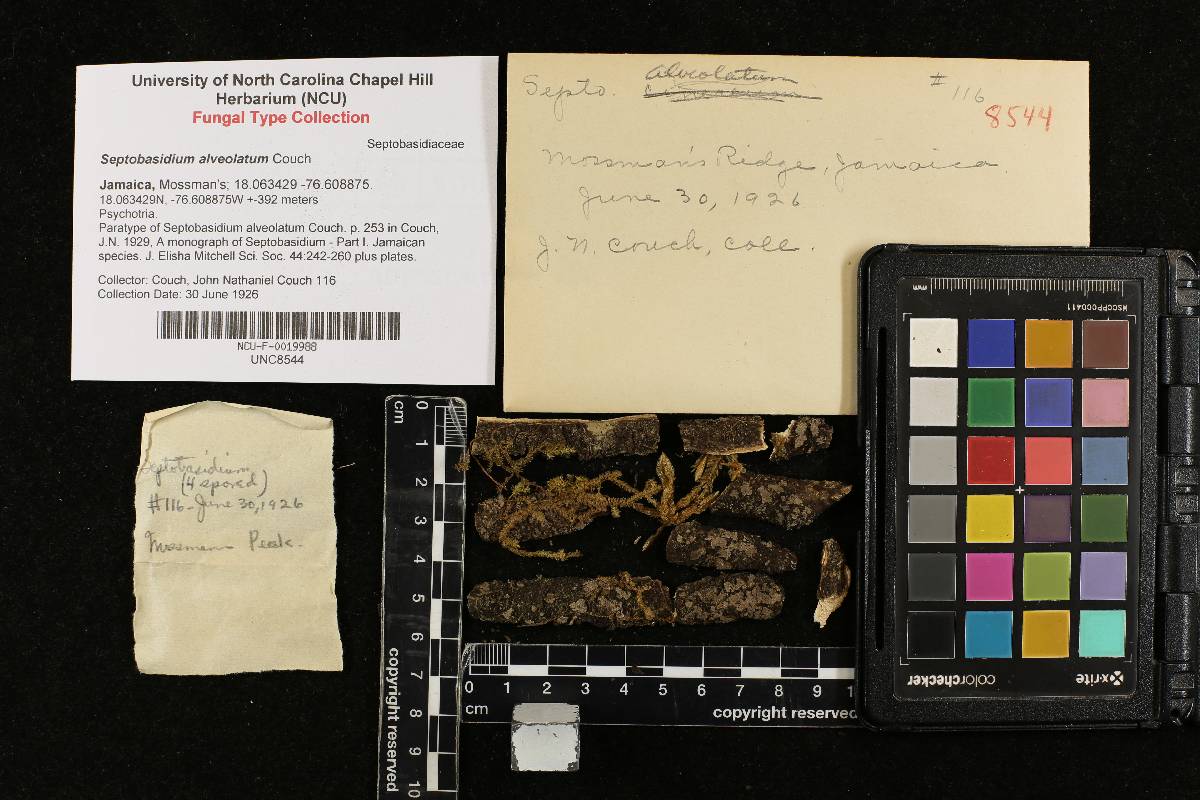 University of North Carolina Chapel Hill
Herbarium (NCU)
Fungal Type Collection
Septobasidiaceae
Septobasidium alveolatum Couch
Jamaica, Mossman's; 18.063429 -76.608875.
18.063429N, -76.608875W +-392 meters
Psychotria.
Paratype of Septobasidium alveolatum Couch. p. 253 in Couch,
J.N. 1929, A monograph of Septobasidium - Part I. Jamaican
species. J. Elisha Mitchell Sci. Soc. 44:242-260 plus plates.
Collector: Couch, John Nathaniel Couch 116
Collection Date: 30 June 1926
NCU-F-0019988
UNC8544
Septo. Alveolatum
#116
8544
Mossman's Ridge, Jamaica.
June 30, 1926
J. N. Couch, Coll.
Septobasidium
(4 spored)
#116-June 30, 1926
Mossmans Peak.
cm 0 1 2 3 4 5 6 7 8 9 10
copyright reserved
0 1 2 3 4 5 6 7 8 9 1
cm
copyright reserved
mm
MSCCPPC00411
colorchecker
x-rite